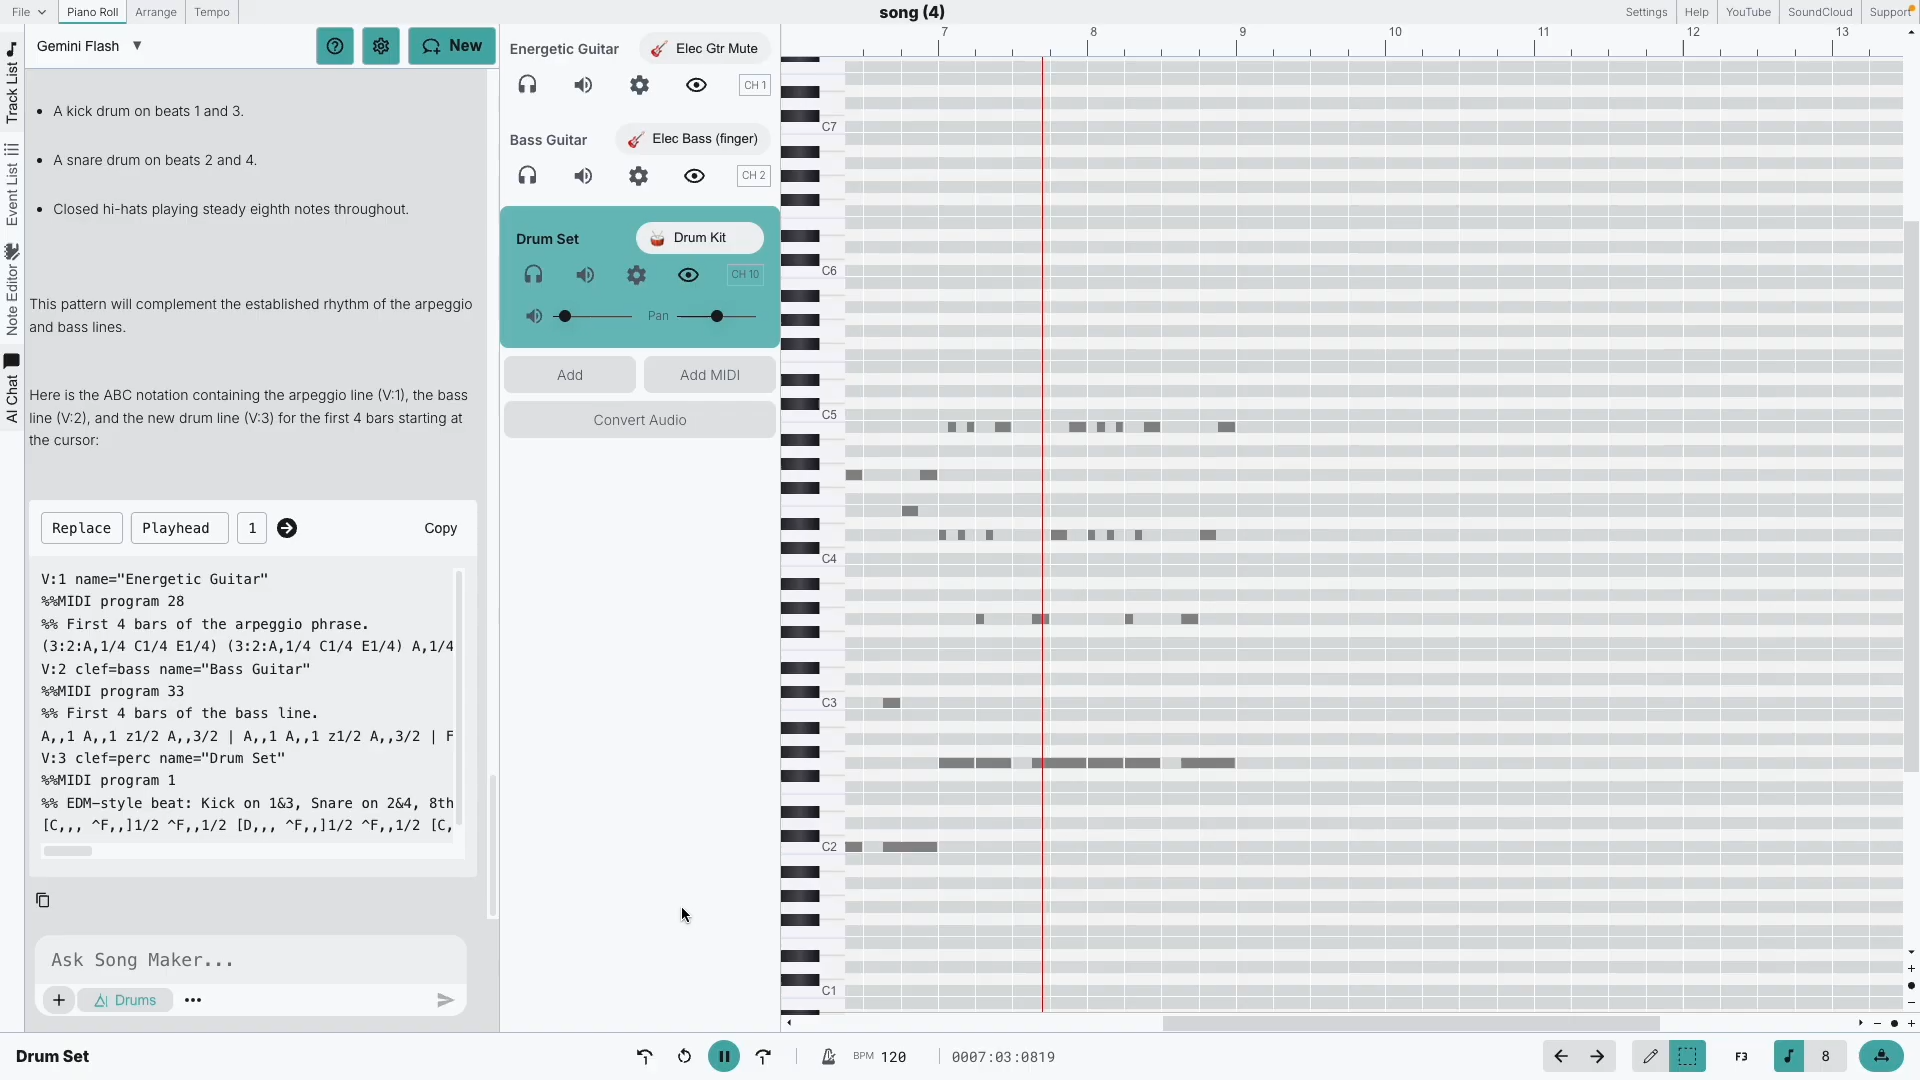 File
Piano Roll
Arrange
Tempo
song (4)
Settings
Help
YouTube
SoundCloud
Support
Track List
Event List
Note Editor
AI Chat
Gemini Flash
New
A kick drum on beats 1 and 3.
A snare drum on beats 2 and 4.
Closed hi-hats playing steady eighth notes throughout.
This pattern will complement the established rhythm of the arpeggio
and bass lines.
Here is the ABC notation containing the arpeggio line (V:1), the bass
line (V:2), and the new drum line (V:3) for the first 4 bars starting at
the cursor:
Replace
Playhead
1
Copy
V:1 name="Energetic Guitar"
%%MIDI program 28
%% First 4 bars of the arpeggio phrase.
(3:2:A,1/4 C1/4 E1/4) (3:2:A,1/4 C1/4 E1/4) A,1/4
V:2 clef=bass name="Bass Guitar"
%%MIDI program 33
%% First 4 bars of the bass line.
A,,1 A,,1 z1/2 A,,3/2 | A,,1 A,,1 z1/2 A,,3/2 | F
V:3 clef=perc name="Drum Set"
%%MIDI program 1
%% EDM-style beat: Kick on 1&3, Snare on 2&4, 8th
[C,,, ^F,,]1/2 ^F,,1/2 [D,,, ^F,,]1/2 ^F,,1/2 [C,
Ask Song Maker...
Drums
Energetic Guitar
Elec Gtr Mute
CH 1
Bass Guitar
Elec Bass (finger)
CH 2
Drum Set
Drum Kit
CH 10
Pan
Add
Add MIDI
Convert Audio
7
8
9
10
11
12
13
C7
C6
C5
C4
C3
C2
C1
Drum Set
BPM 120
0007:03:0819
F3
8